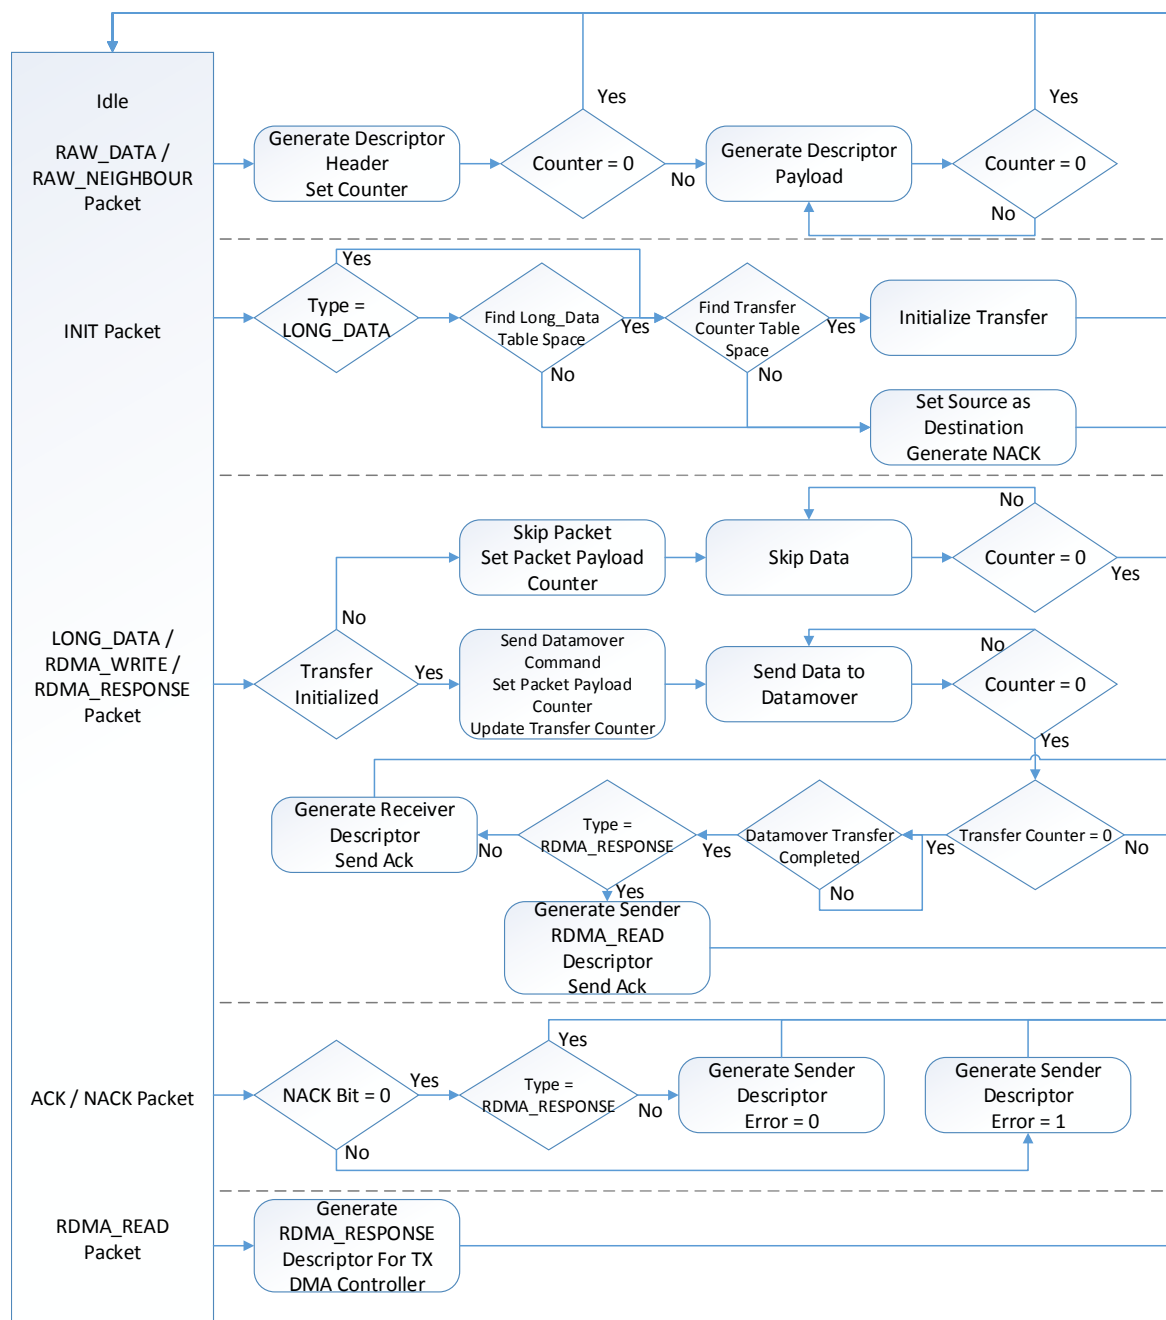 Idle
RAW_DATA /
RAW_NEIGHBOUR
Packet
Generate Descriptor
Header
Set Counter
Yes
Counter = 0
No
Generate Descriptor
Payload
Yes
Counter = 0
No
INIT Packet
Yes
Type =
LONG_DATA
Find Long_Data
Table Space
Yes
No
Find Transfer
Counter Table
Space
Yes
No
Initialize Transfer
Set Source as
Destination
Generate NACK
LONG_DATA /
RDMA_WRITE /
RDMA_RESPONSE
Packet
No
Transfer
Initialized
Yes
Skip Packet
Set Packet Payload
Counter
Skip Data
No
Counter = 0
Yes
Send Datamover
Command
Set Packet Payload
Counter
Update Transfer Counter
Send Data to
Datamover
No
Counter = 0
Yes
Generate Receiver
Descriptor
Send Ack
No
Type =
RDMA_RESPONSE
Yes
Yes
Datamover Transfer
Completed
No
Yes
Transfer Counter = 0
No
Generate Sender
RDMA_READ
Descriptor
Send Ack
ACK / NACK Packet
NACK Bit = 0
Yes
No
Yes
Type =
RDMA_RESPONSE
No
Generate Sender
Descriptor
Error = 0
Generate Sender
Descriptor
Error = 1
RDMA_READ
Packet
Generate
RDMA_RESPONSE
Descriptor For TX
DMA Controller